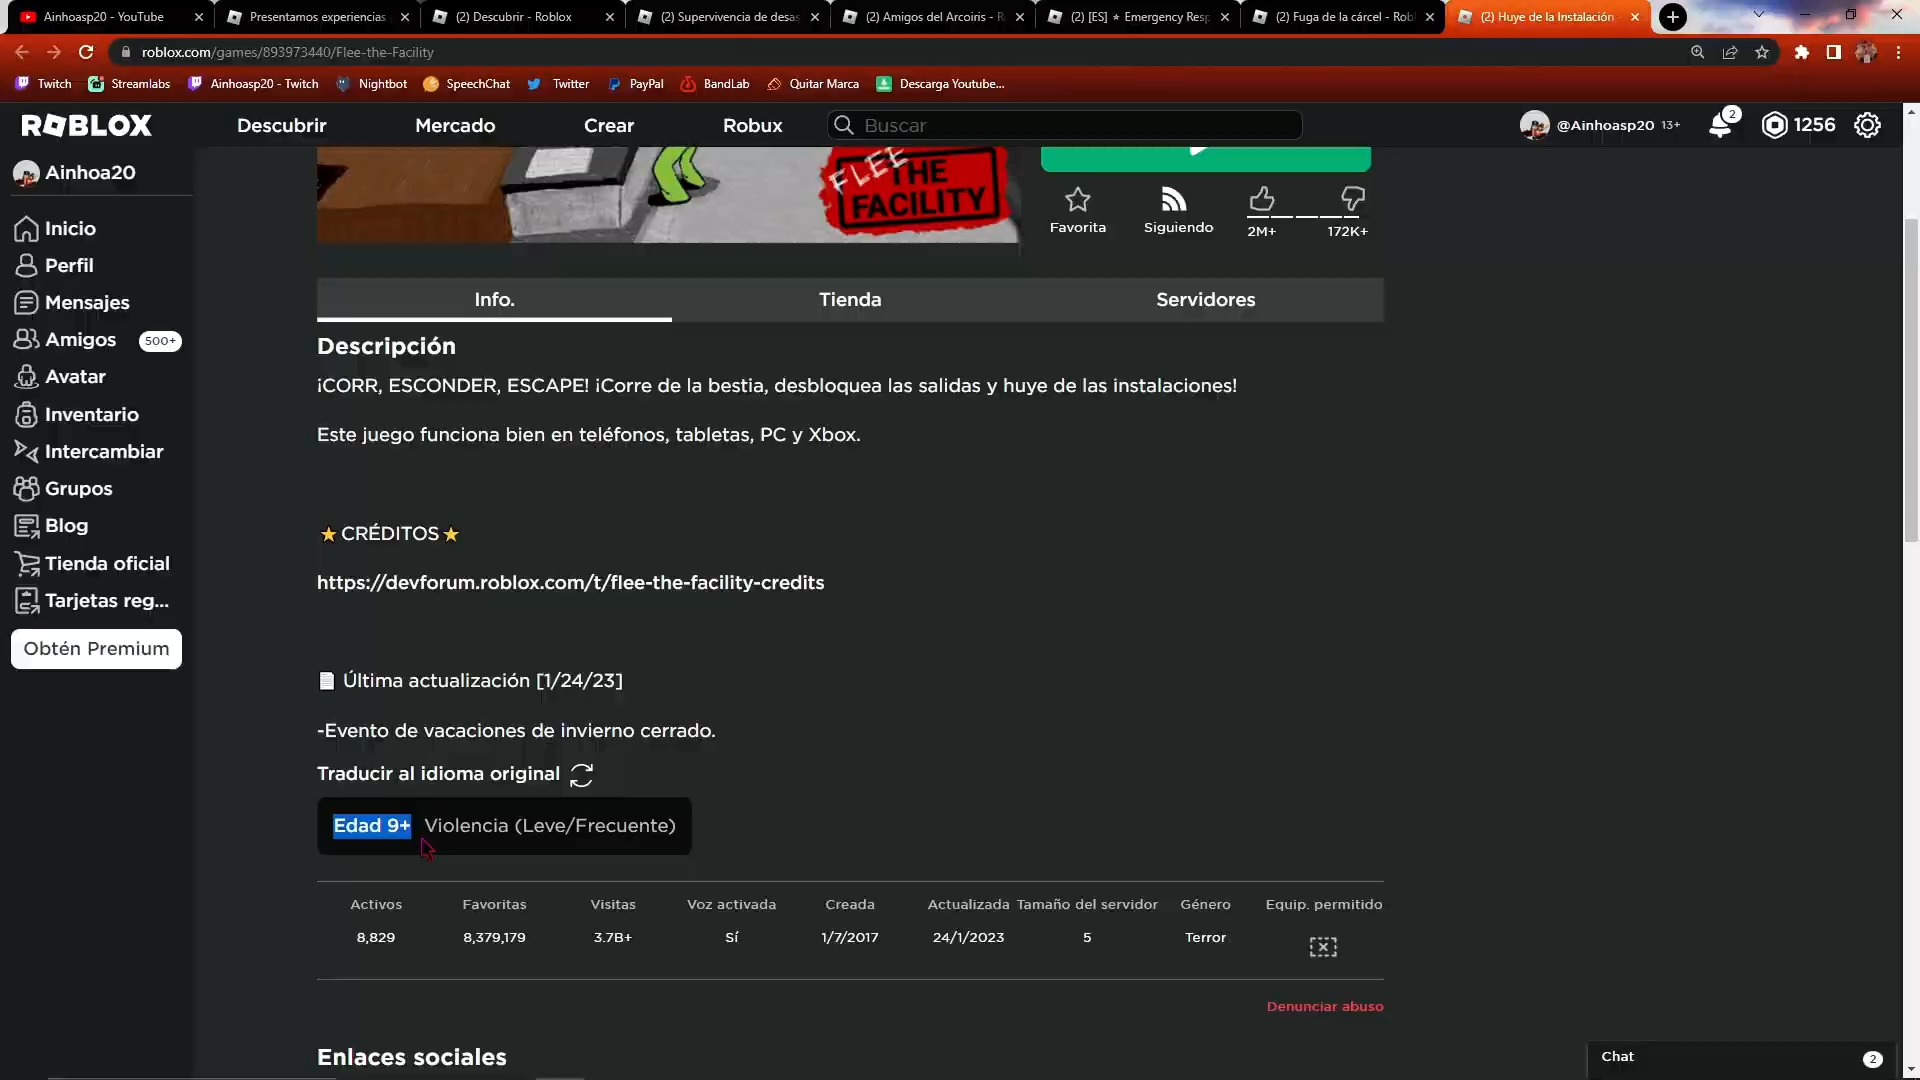 Ainhoasp20 - YouTube
Presentamos experiencias
(2) Descubrir - Roblox
(2) Supervivencia de desas
(2) Amigos del Arcoiris - R
(2) [ES] ★ Emergency Resp
(2) Fuga de la cárcel - Robl
(2) Huye de la Instalación
roblox.com/games/893973440/Flee-the-Facility
Twitch
Streamlabs
Ainhoasp20 - Twitch
Nightbot
SpeechChat
Twitter
PayPal
BandLab
Quitar Marca
Descarga Youtube...
ROBLOX
Descubrir
Mercado
Crear
Robux
Buscar
@Ainhoasp20 13+
2
1256
Ainhoa20
Inicio
Perfil
Mensajes
Amigos 500+
Avatar
Inventario
Intercambiar
Grupos
Blog
Tienda oficial
Tarjetas reg...
Obtén Premium
FLEE
THE
FACILITY
Favorita
Siguiendo
2M+
172K+
Info.
Tienda
Servidores
Descripción
¡CORR, ESCONDER, ESCAPE! ¡Corre de la bestia, desbloquea las salidas y huye de las instalaciones!
Este juego funciona bien en teléfonos, tabletas, PC y Xbox.
★CRÉDITOS★
https://devforum.roblox.com/t/flee-the-facility-credits
Última actualización [1/24/23]
-Evento de vacaciones de invierno cerrado.
Traducir al idioma original
Edad 9+ Violencia (Leve/Frecuente)
Activos Favoritas Visitas Voz activada Creada Actualizada Tamaño del servidor Género Equip. permitido
8,829 8,379,179 3.7B+ Sí 1/7/2017 24/1/2023 5 Terror
Denunciar abuso
Enlaces sociales
Chat 2